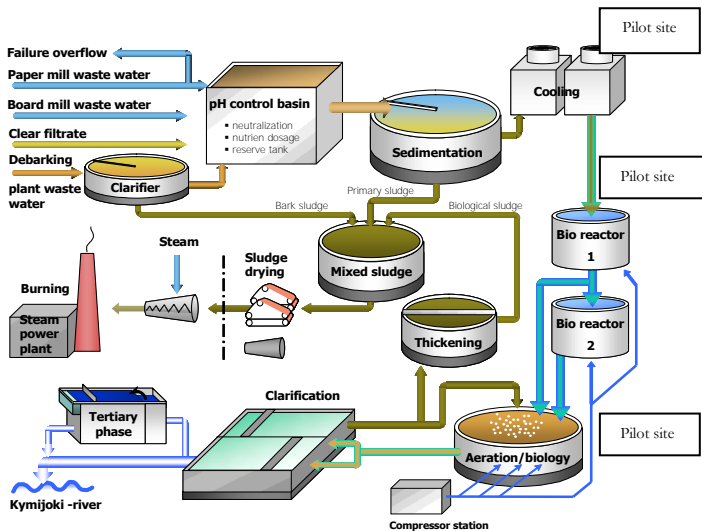 Pilot site
Failure overflow
Paper mill waste water
pH control basin
▪ neutralization
▪ nutrien dosage
▪ reserve tank
Cooling
Board mill waste water
Clear filtrate
Sedimentation
Debarking
plant waste
water
Clarifier
Pilot site
Primary sludge
Bark sludge
Biological sludge
Bio reactor
1
Steam
Sludge
drying
Mixed sludge
Burning
Steam
power
plant
Bio reactor
2
Thickening
Clarification
Tertiary
phase
Pilot site
Aeration/biology
Kymijoki -river
Compressor station